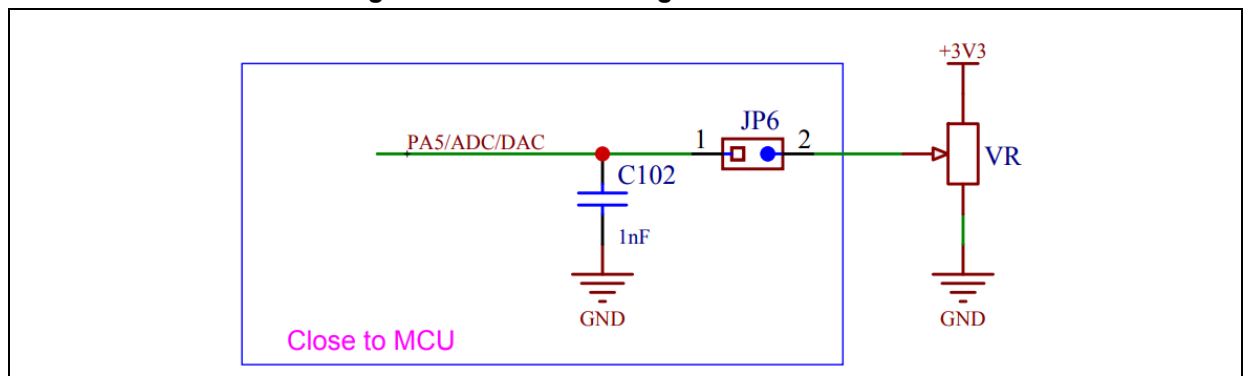 +3V3
JP6
PA5/ADC/DAC
1
2
VR
C102
1nF
GND
GND
Close to MCU